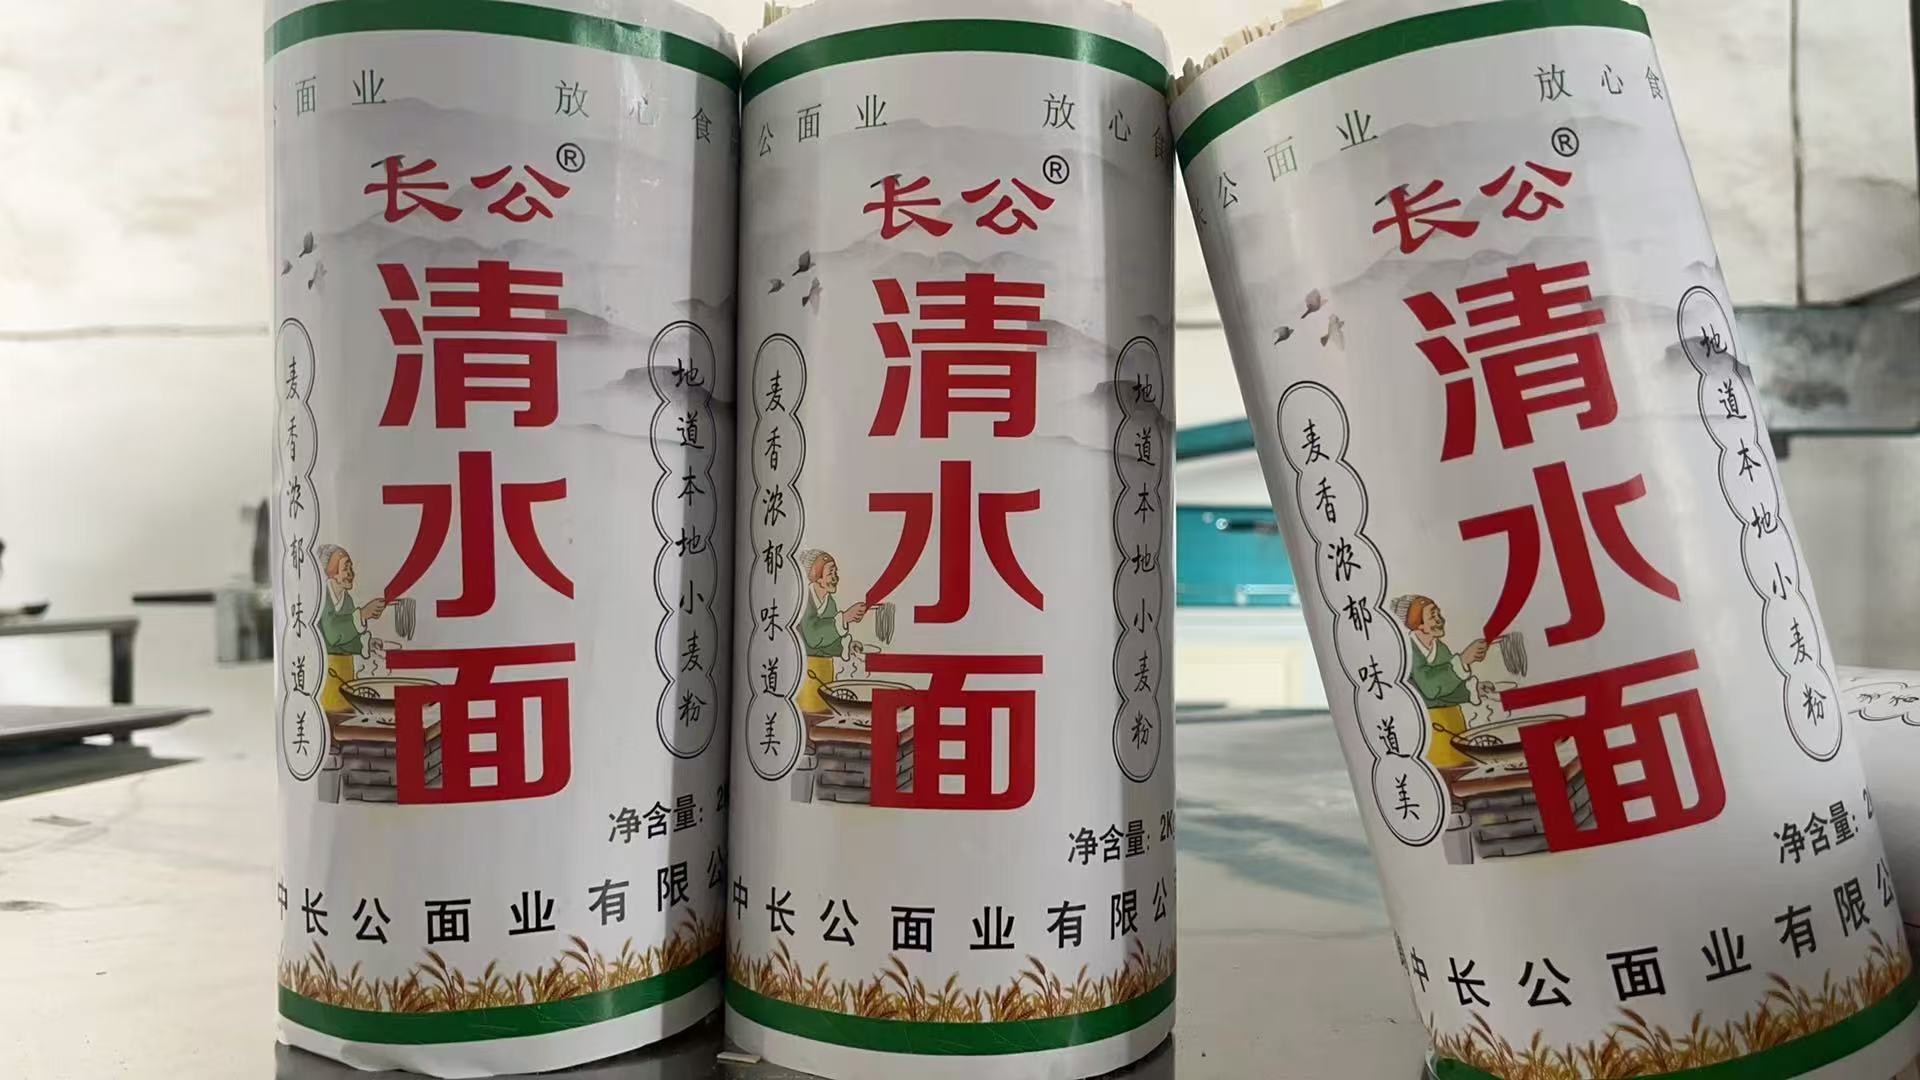 面业 放心食
长公®
清水面
麦香浓郁味道美
地道本地小麦粉
净含量：2
中长公面业有限公
公面业 放心食
长公®
清水面
麦香浓郁味道美
地道本地小麦粉
净含量：2K
中长公面业有限公
长公面业 放心食
长公®
清水面
麦香浓郁味道美
地道本地小麦粉
净含量：2
中长公面业有限公